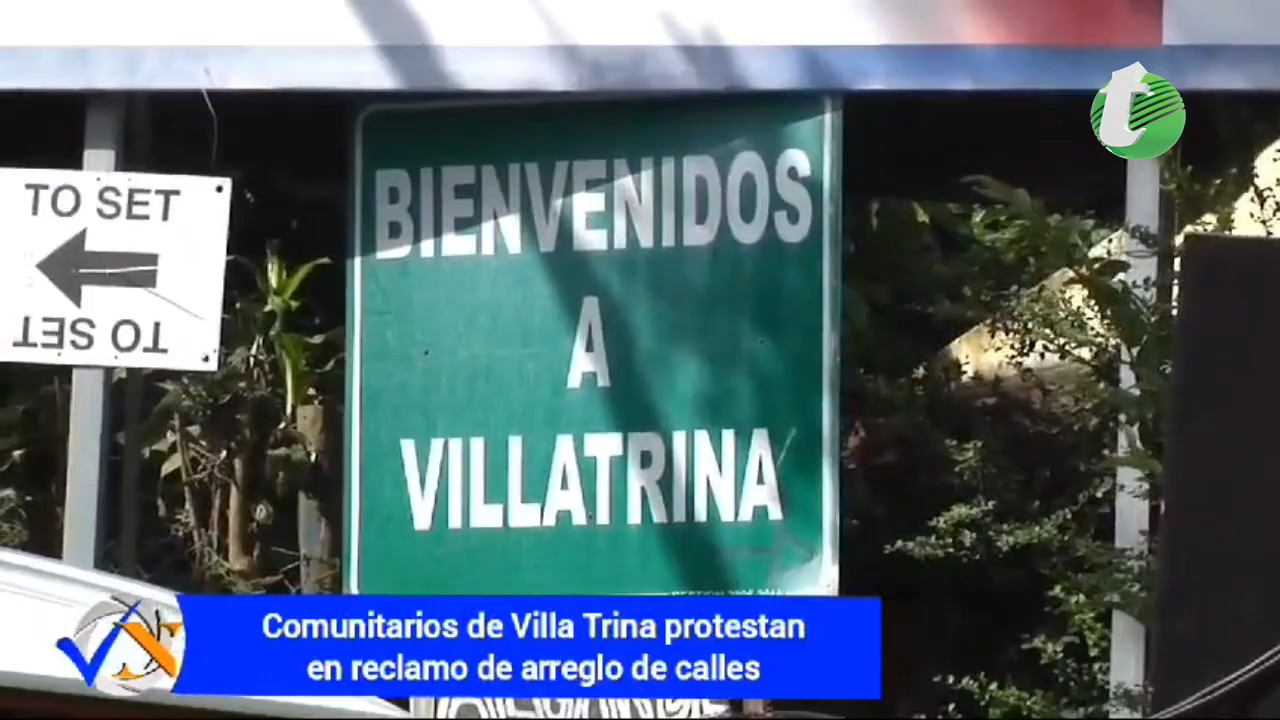 TO SET
TO SET
BIENVENIDOS
A
VILLATRINA
t
Comunitarios de Villa Trina protestan
en reclamo de arreglo de calles